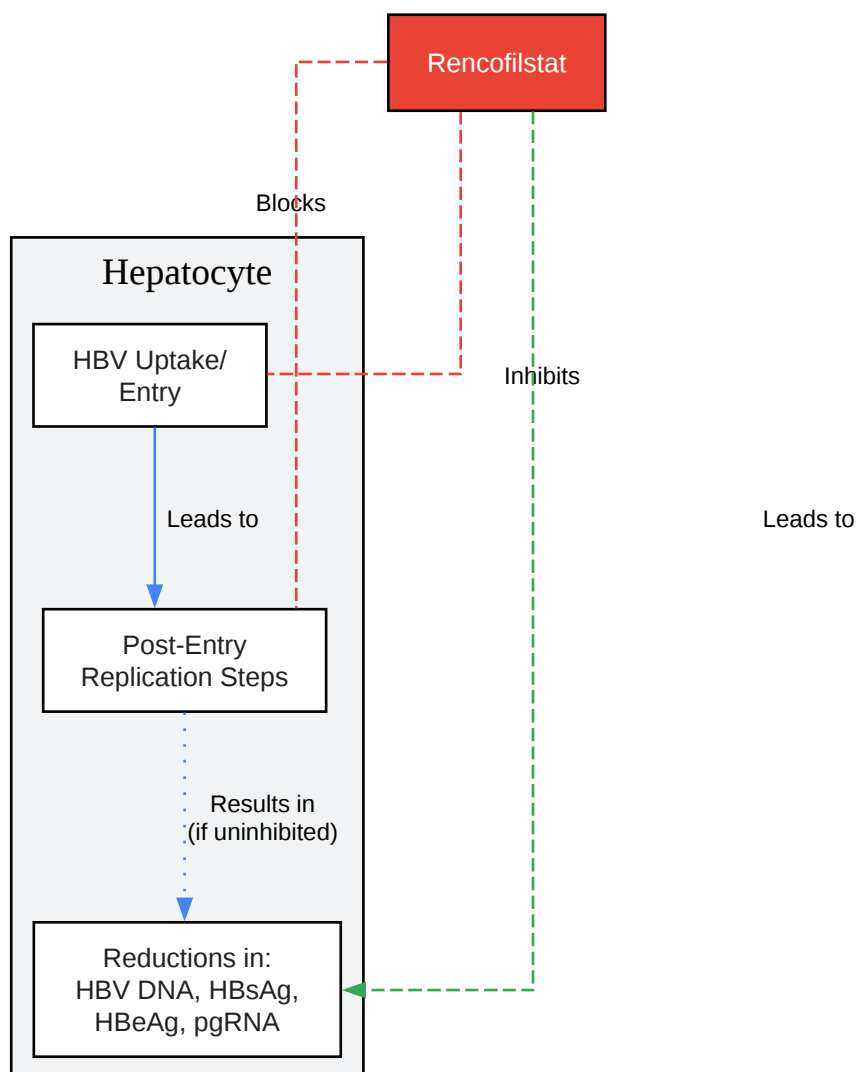 Rencofilstat
Blocks
Hepatocyte
HBV Uptake/
Entry
Inhibits
Leads to
Leads to
Post-Entry
Replication Steps
Results in
(if uninhibited)
Reductions in:
HBV DNA, HBsAg,
HBeAg, pgRNA